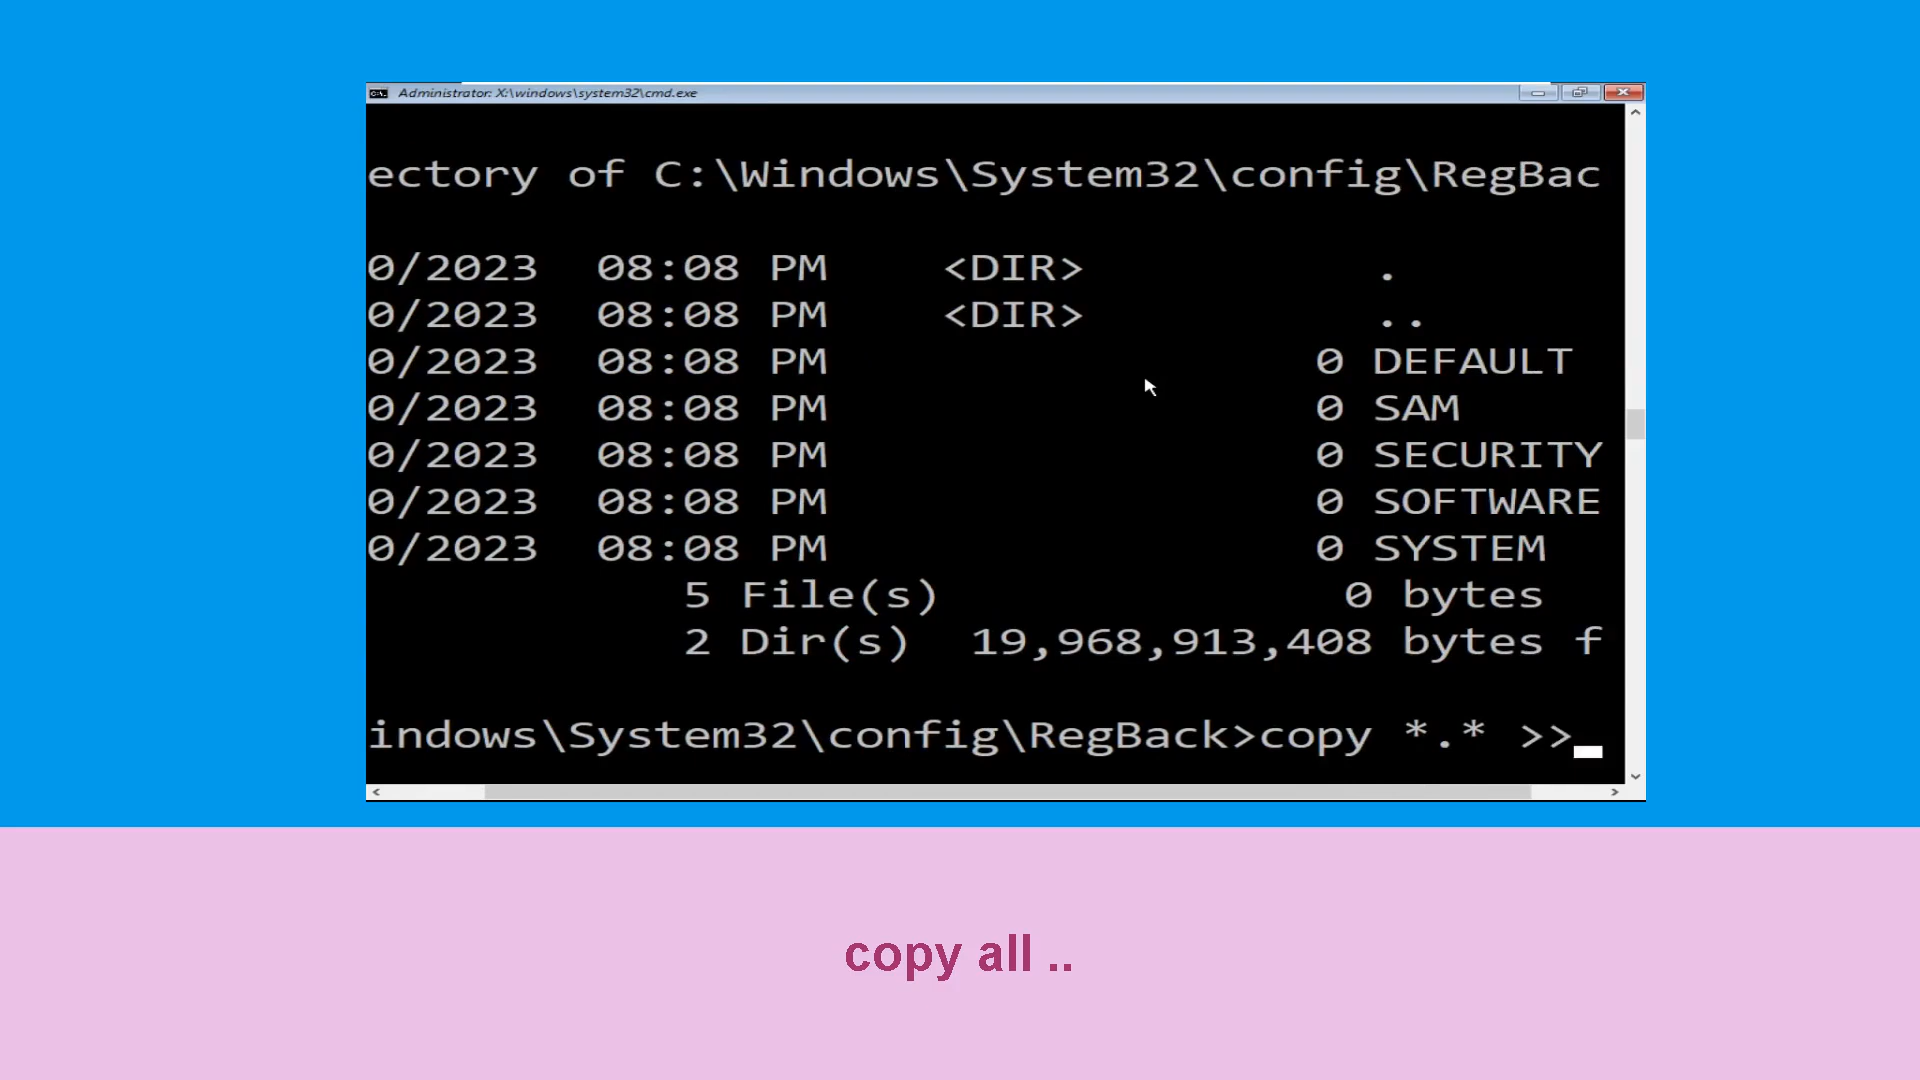 Administrator: X:\windows\system32\cmd.exe
ectory of C:\Windows\System32\config\RegBac
0/2023 08:08 PM <DIR> .
0/2023 08:08 PM <DIR> ..
0/2023 08:08 PM 0 DEFAULT
0/2023 08:08 PM 0 SAM
0/2023 08:08 PM 0 SECURITY
0/2023 08:08 PM 0 SOFTWARE
0/2023 08:08 PM 0 SYSTEM
5 File(s) 0 bytes
2 Dir(s) 19,968,913,408 bytes f
indows\System32\config\RegBack>copy *.* >>
copy all ..